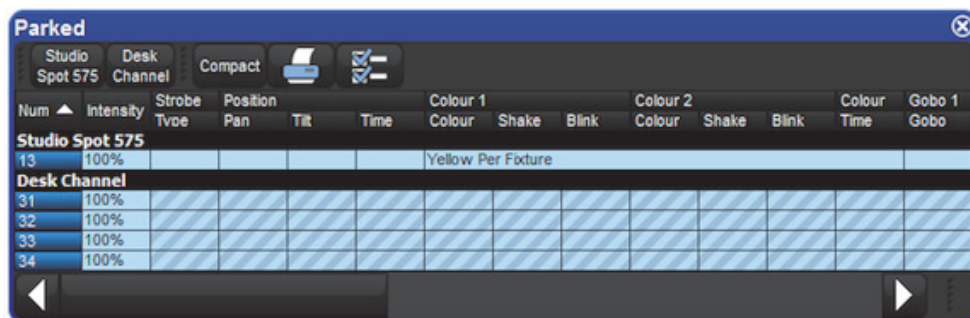 Parked
Studio Spot 575 Desk Channel Compact
Num Intensity Strobe Position Colour 1 Colour 2 Colour Gobo 1
Type Pan Tilt Time Colour Shake Blink Colour Shake Blink Time Gobo
Studio Spot 575
13 100% Yellow Per Fixture
Desk Channel
31 100%
32 100%
33 100%
34 100%